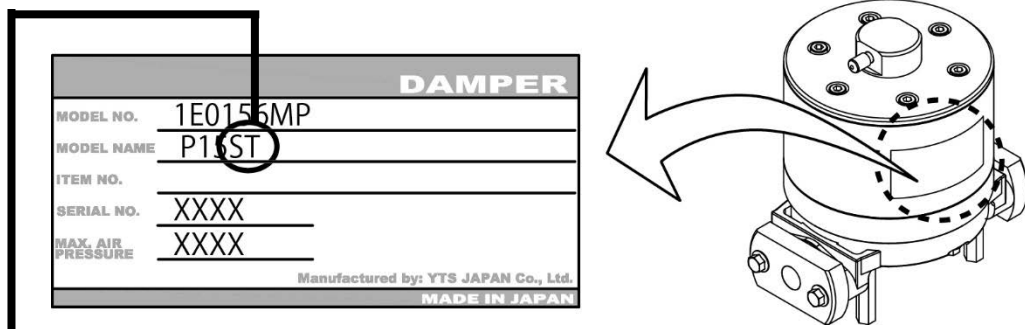 DAMPER
MODEL NO. 1E0156MP
MODEL NAME P15ST
ITEM NO.
SERIAL NO. XXXX
MAX. AIR PRESSURE XXXX
Manufactured by: YTS JAPAN Co., Ltd.
MADE IN JAPAN